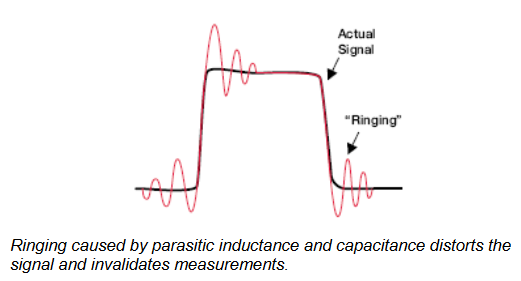 Actual
Signal
"Ringing"
Ringing caused by parasitic inductance and capacitance distorts the
signal and invalidates measurements.